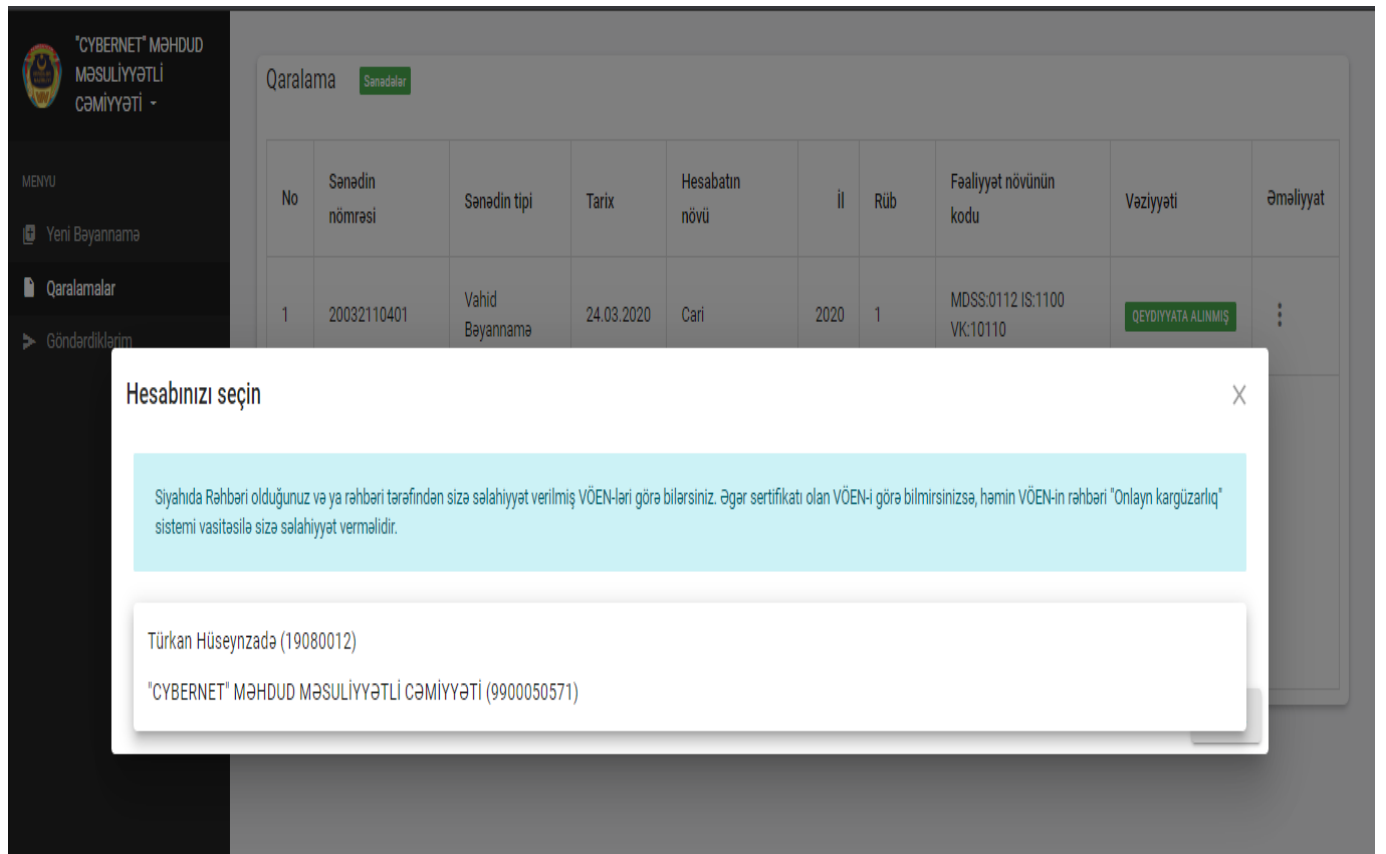 "CYBERNET" MƏHDUD
MƏSULİYYƏTLİ
CƏMİYYƏTİ
MENYU
Yeni Bəyannamə
Qaralamalar
Göndərdiklərim
Qaralama
Sənədələr
No
Sənədin
nömrəsi
Sənədin tipi
Tarix
Hesabatın
növü
İl
Rüb
Fəaliyyət növünün
kodu
Vəziyyəti
Əməliyyat
1
20032110401
Vahid
Bəyannamə
24.03.2020
Cari
2020
1
MDSS:0112 IS:1100
VK:10110
QEYDIYYATA ALINMIŞ
Hesabınızı seçin
X
Siyahıda Rəhbəri olduğunuz və ya rəhbəri tərəfindən sizə səlahiyyət verilmiş VÖEN-ləri görə bilərsiniz. Əgər sertifikatı olan VÖEN-i görə bilmirsinizsə, həmin VÖEN-in rəhbəri "Onlayn kargüzarlıq"
sistemi vasitəsilə sizə səlahiyyət verməlidir.
Türkan Hüseynzadə (19080012)
"CYBERNET" MƏHDUD MƏSULİYYƏTLİ CƏMİYYƏTİ (9900050571)